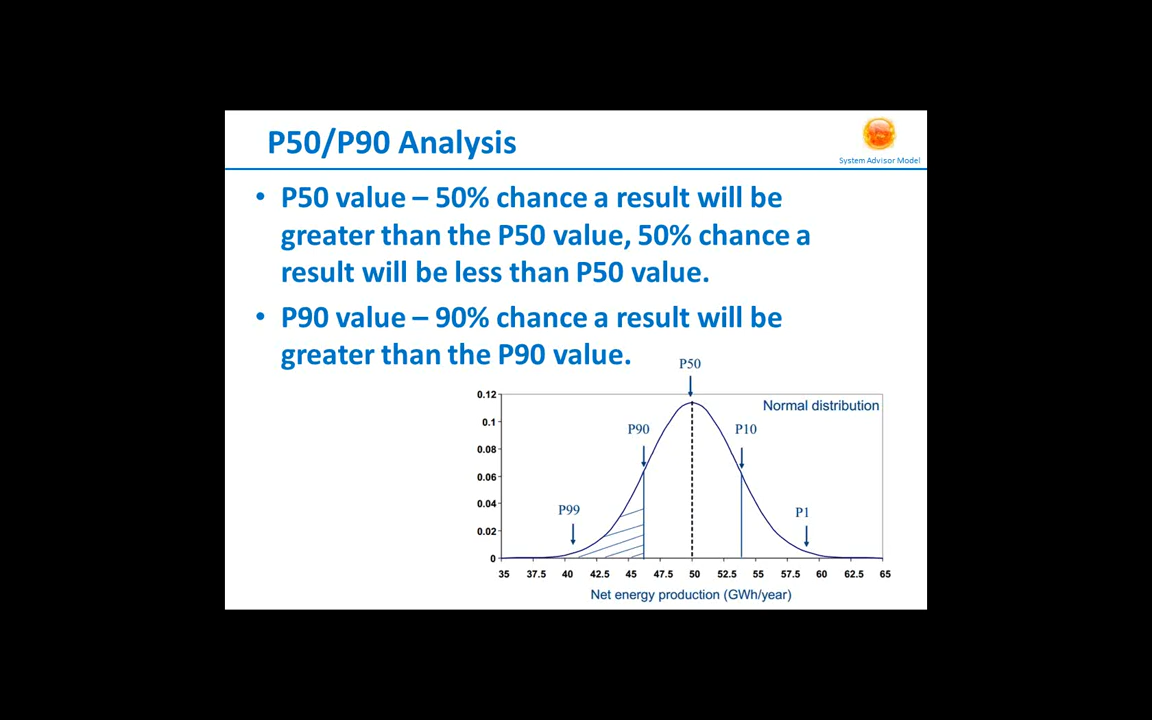 P50/P90 Analysis
System Advisor Model
• P50 value – 50% chance a result will be
greater than the P50 value, 50% chance a
result will be less than P50 value.
• P90 value – 90% chance a result will be
greater than the P90 value.
P50
0.12
Normal distribution
0.1
P90
P10
0.08
0.06
0.04
P99
P1
0.02
0
35 37.5 40 42.5 45 47.5 50 52.5 55 57.5 60 62.5 65
Net energy production (GWh/year)